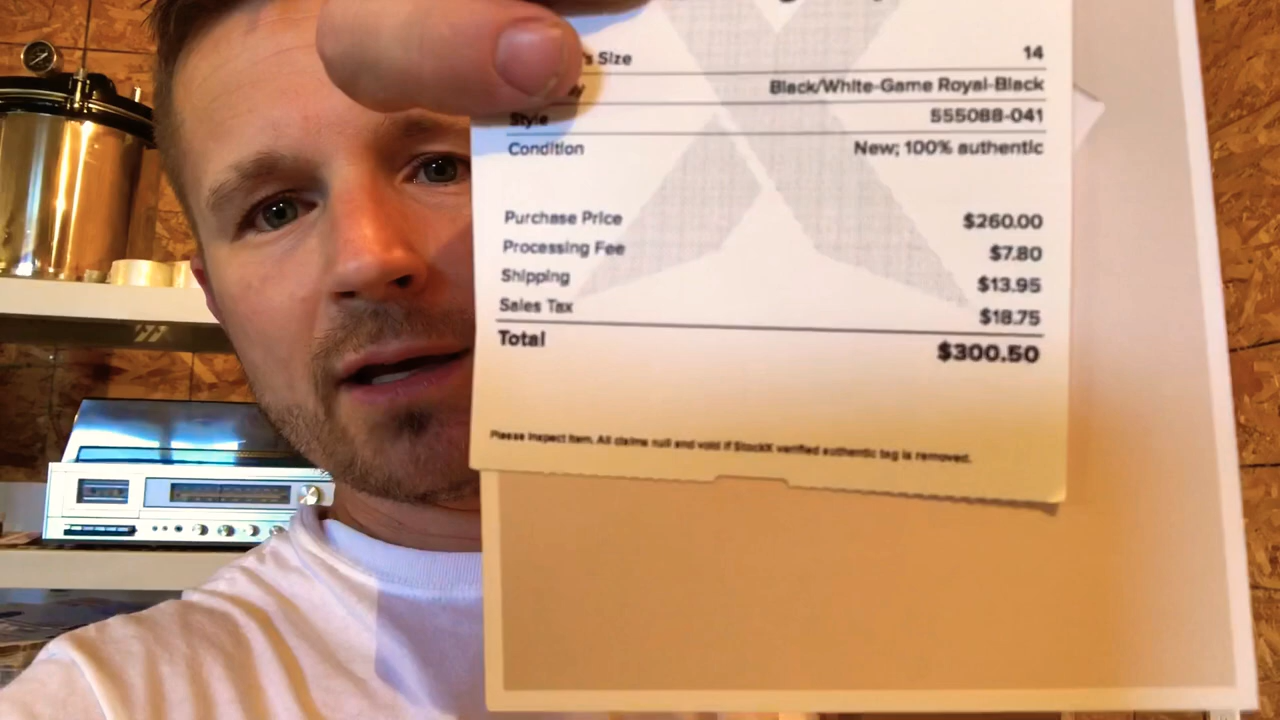 's Size 14
Black/White-Game Royal-Black
Style 555088-041
Condition New; 100% authentic
Purchase Price $260.00
Processing Fee $7.80
Shipping $13.95
Sales Tax $18.75
Total $300.50
Please inspect item. All claims null and void if StockX verified authentic tag is removed.